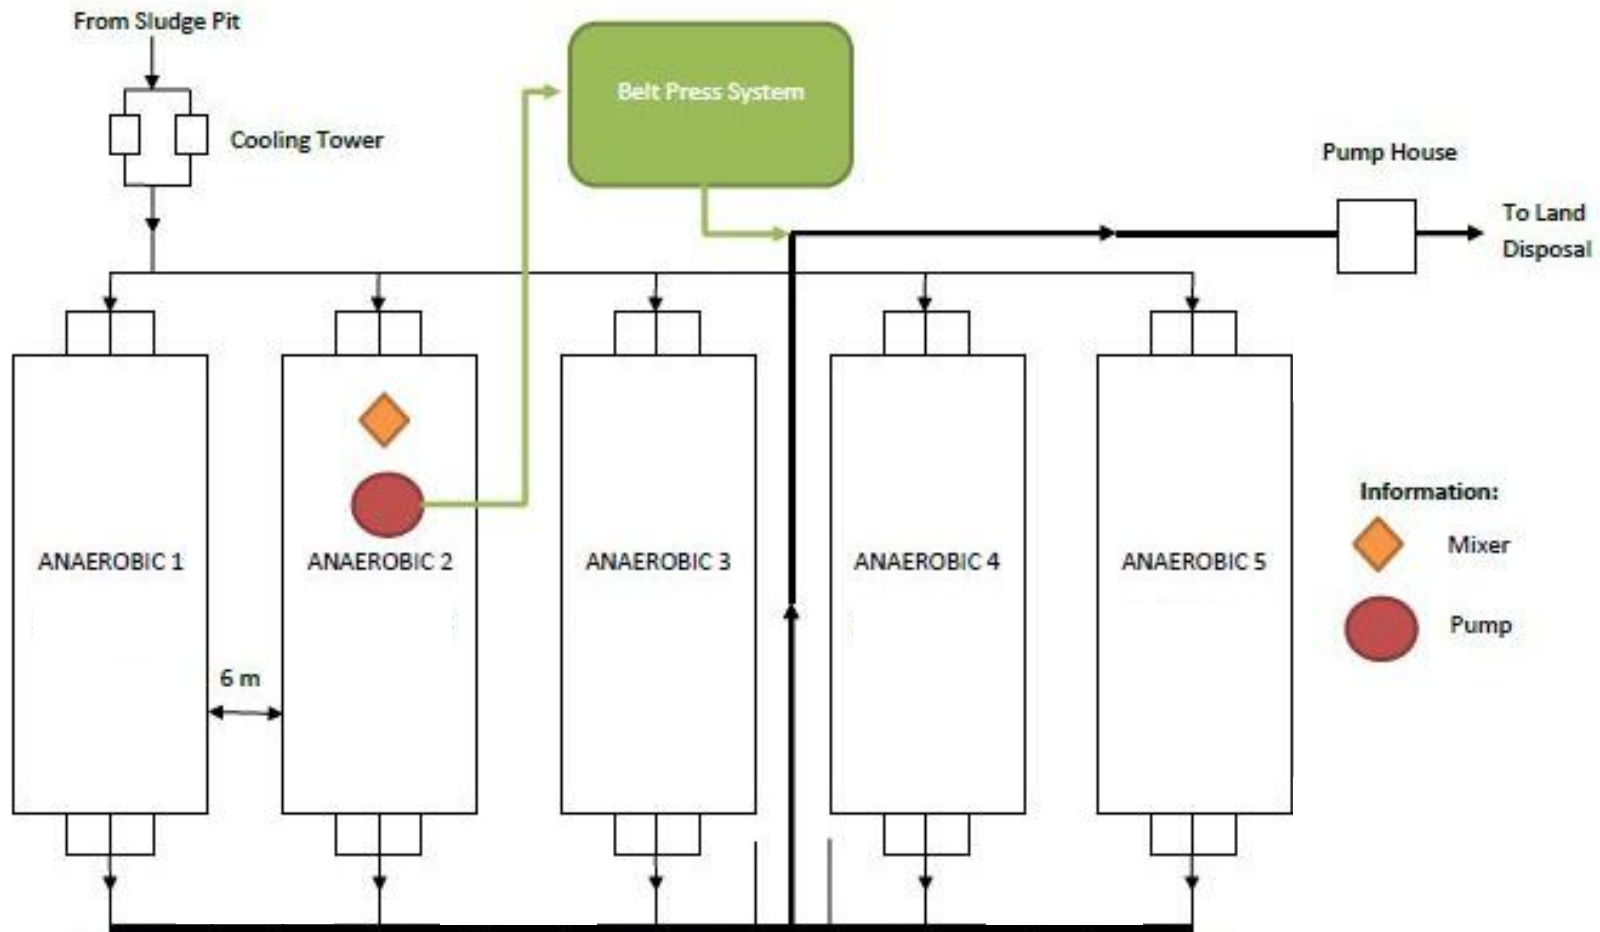 From Sludge Pit
Belt Press System
Cooling Tower
Pump House
To Land
Disposal
Information:
Mixer
ANAEROBIC 1
ANAEROBIC 2
ANAEROBIC 3
ANAEROBIC 4
ANAEROBIC 5
Pump
6 m